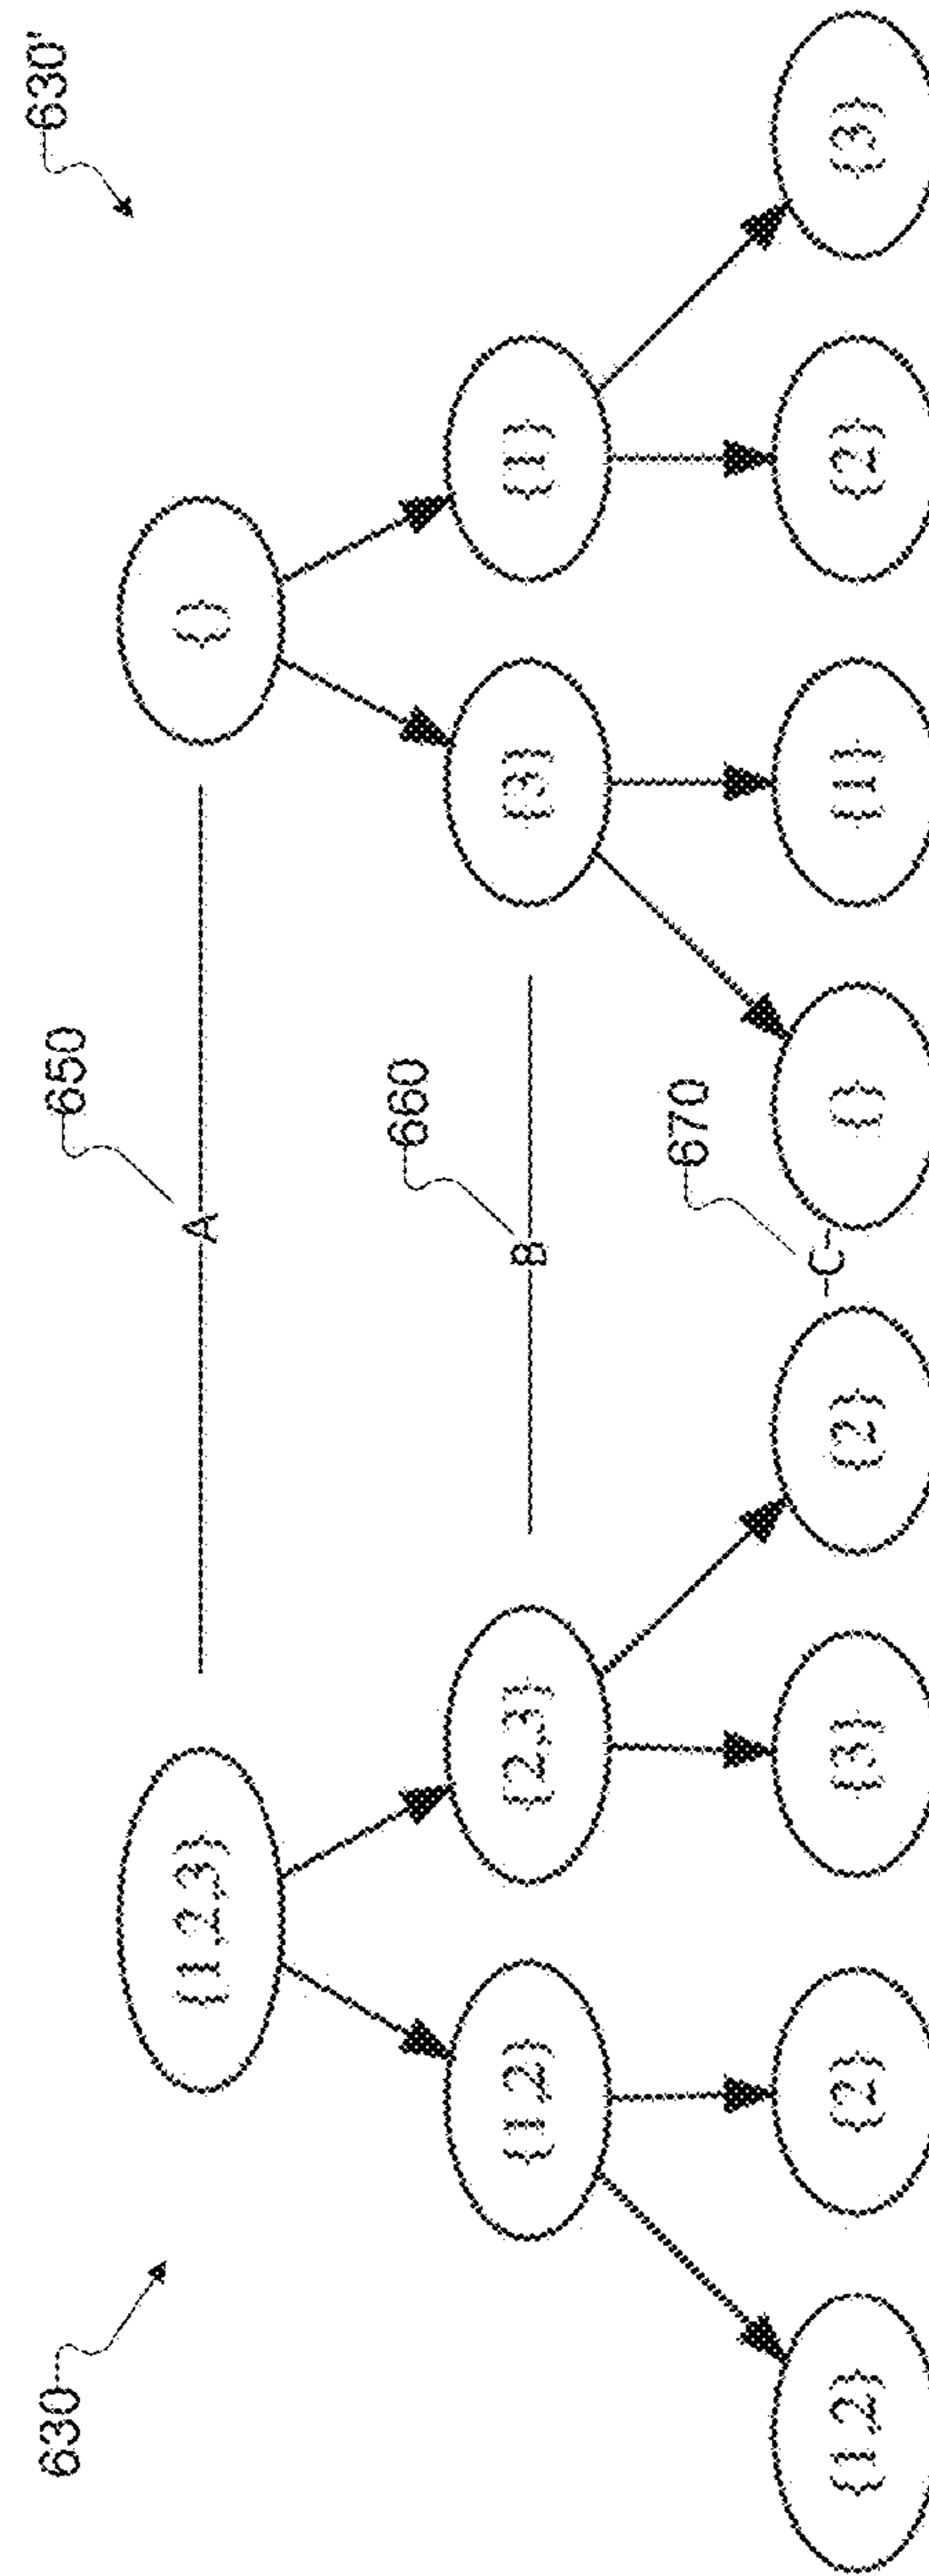 630 650 630'
{1,2,3} A {}
660
{1,2} {2,3} B {3} {1}
670
{1,2} {2} {3} {2} C {} {1} {2} {3}